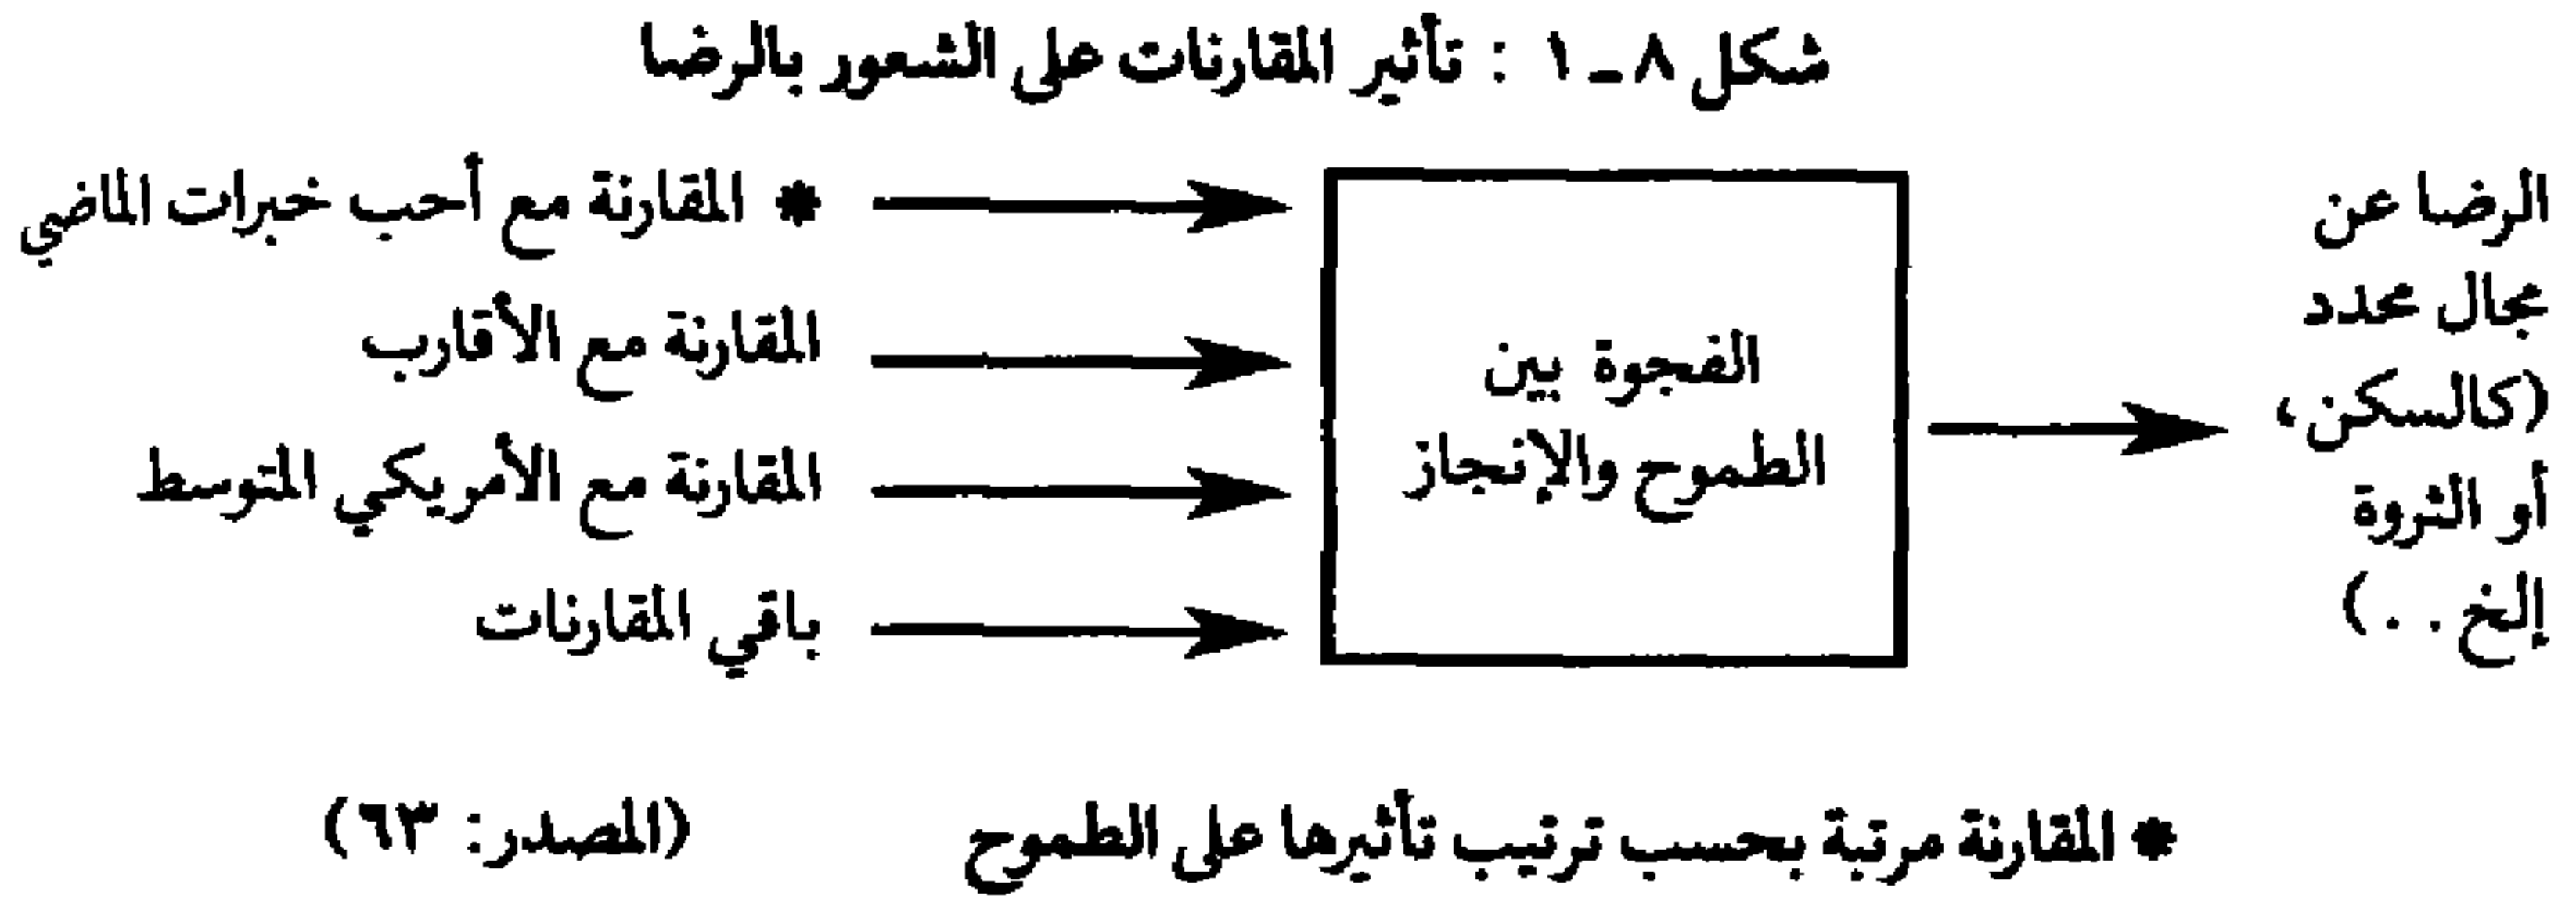 شكل ٨ ـ ١ : تأثير المقارنات على الشعور بالرضا
الرضا عن
مجال محدد
(كالسكن،
أو الثروة
إلخ . .)
الفجوة بين
الطموح والإنجاز
* المقارنة مع أحب خبرات الماضي
المقارنة مع الأقارب
المقارنة مع الأمريكي المتوسط
باقي المقارنات
* المقارنة مرتبة بحسب ترتيب تأثيرها على الطموح
(المصدر: ٦٣)